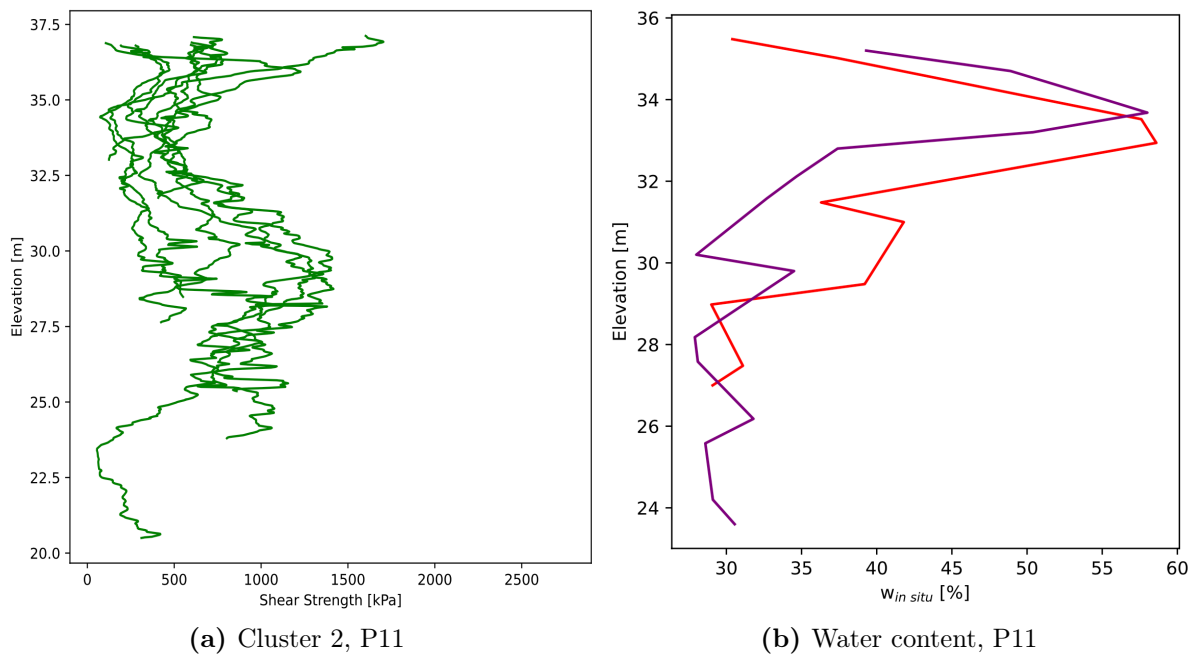 37.5
35.0
32.5
30.0
27.5
25.0
22.5
20.0
Elevation [m]
0 500 1000 1500 2000 2500
Shear Strength [kPa]
(a) Cluster 2, P11
36
34
32
30
28
26
24
Elevation [m]
30 35 40 45 50 55 60
w in situ [%]
(b) Water content, P11